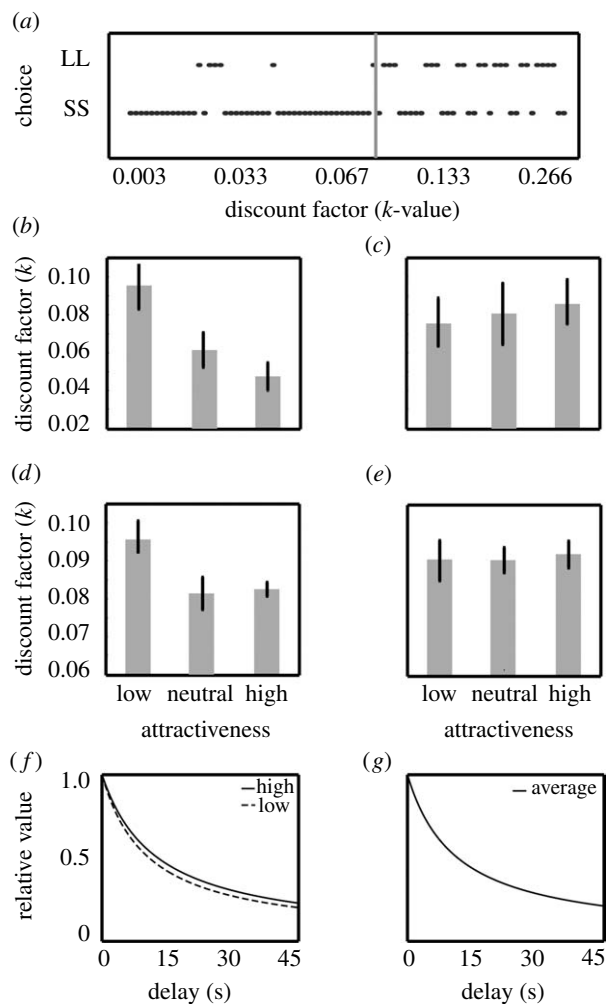 (a)
LL
SS
choice
0.003 0.033 0.067 0.133 0.266
discount factor (k-value)
(b) (c)
0.10
0.08
0.06
0.04
0.02
discount factor (k)
(d) (e)
0.10
0.09
0.08
0.07
0.06
discount factor (k)
low neutral high low neutral high
attractiveness attractiveness
(f) (g)
1.0
0.5
0
relative value
high
low
average
0 15 30 45 0 15 30 45
delay (s) delay (s)